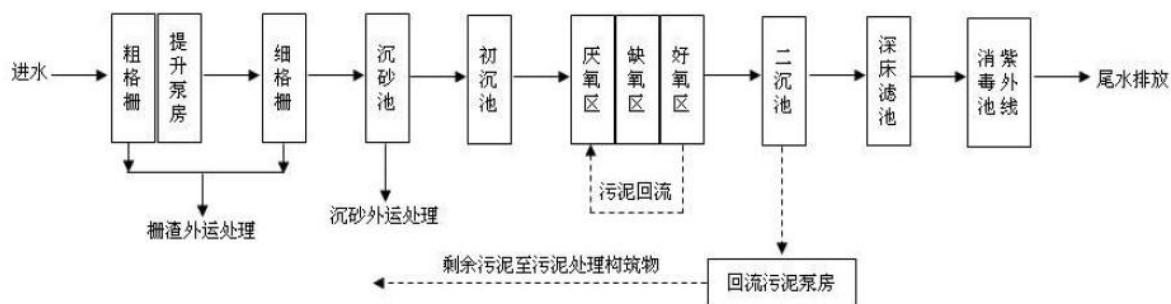 进水
粗格栅
提升泵房
细格栅
沉砂池
初沉池
厌氧区
缺氧区
好氧区
二沉池
深床滤池
紫外线
消毒池
尾水排放
污泥回流
栅渣外运处理
沉砂外运处理
剩余污泥至污泥处理构筑物
回流污泥泵房